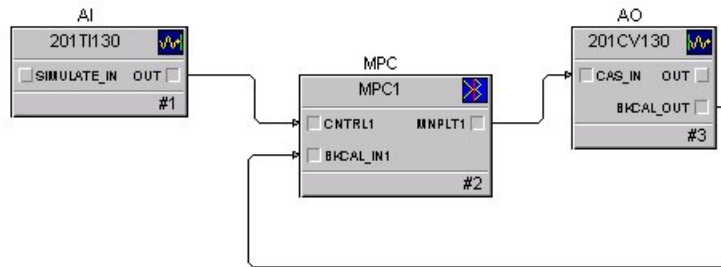 AI
201TI130
SIMULATE_IN OUT
#1
MPC
MPC1
CNTRL1 MNPLT1
BKCAL_IN1
#2
AO
201CV130
CAS_IN OUT
BKCAL_OUT
#3